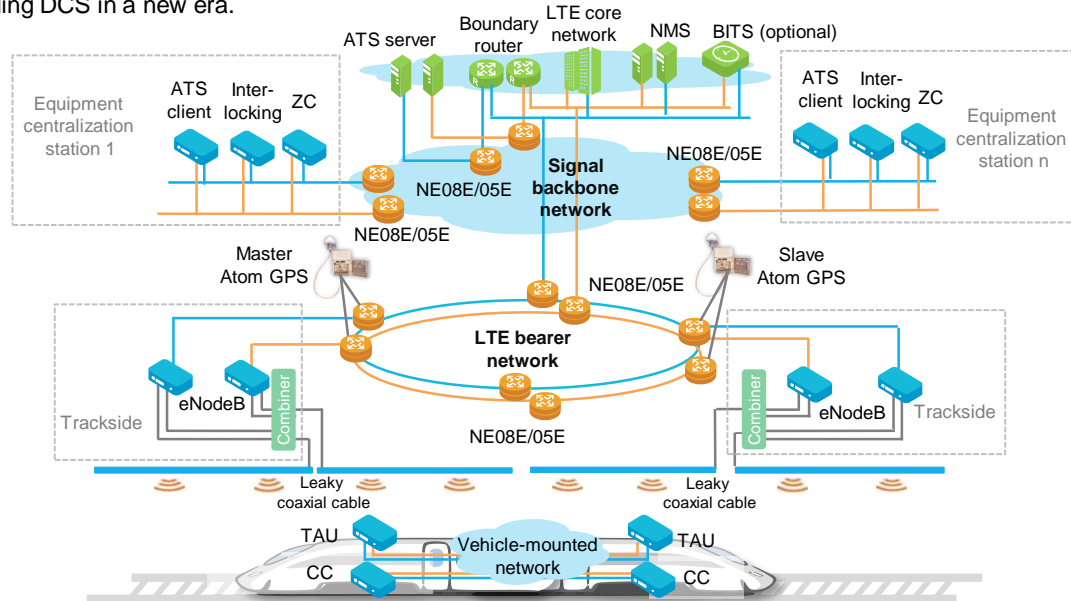 ling DCS in a new era.
ATS server
Boundary
router
LTE core
network
NMS
BITS (optional)
Equipment
centralization
station 1
ATS
client
Inter-
locking
ZC
ATS
client
Inter-
locking
ZC
Equipment
centralization
station n
R
R
NE08E/05E
Signal
backbone
network
NE08E/05E
NE08E/05E
Master
Atom GPS
Slave
Atom GPS
NE08E/05E
LTE bearer
network
Trackside
eNodeB
Combiner
NE08E/05E
Combiner
eNodeB
Trackside
Leaky
coaxial cable
Leaky
coaxial cable
TAU
Vehicle-mounted
network
TAU
CC
CC